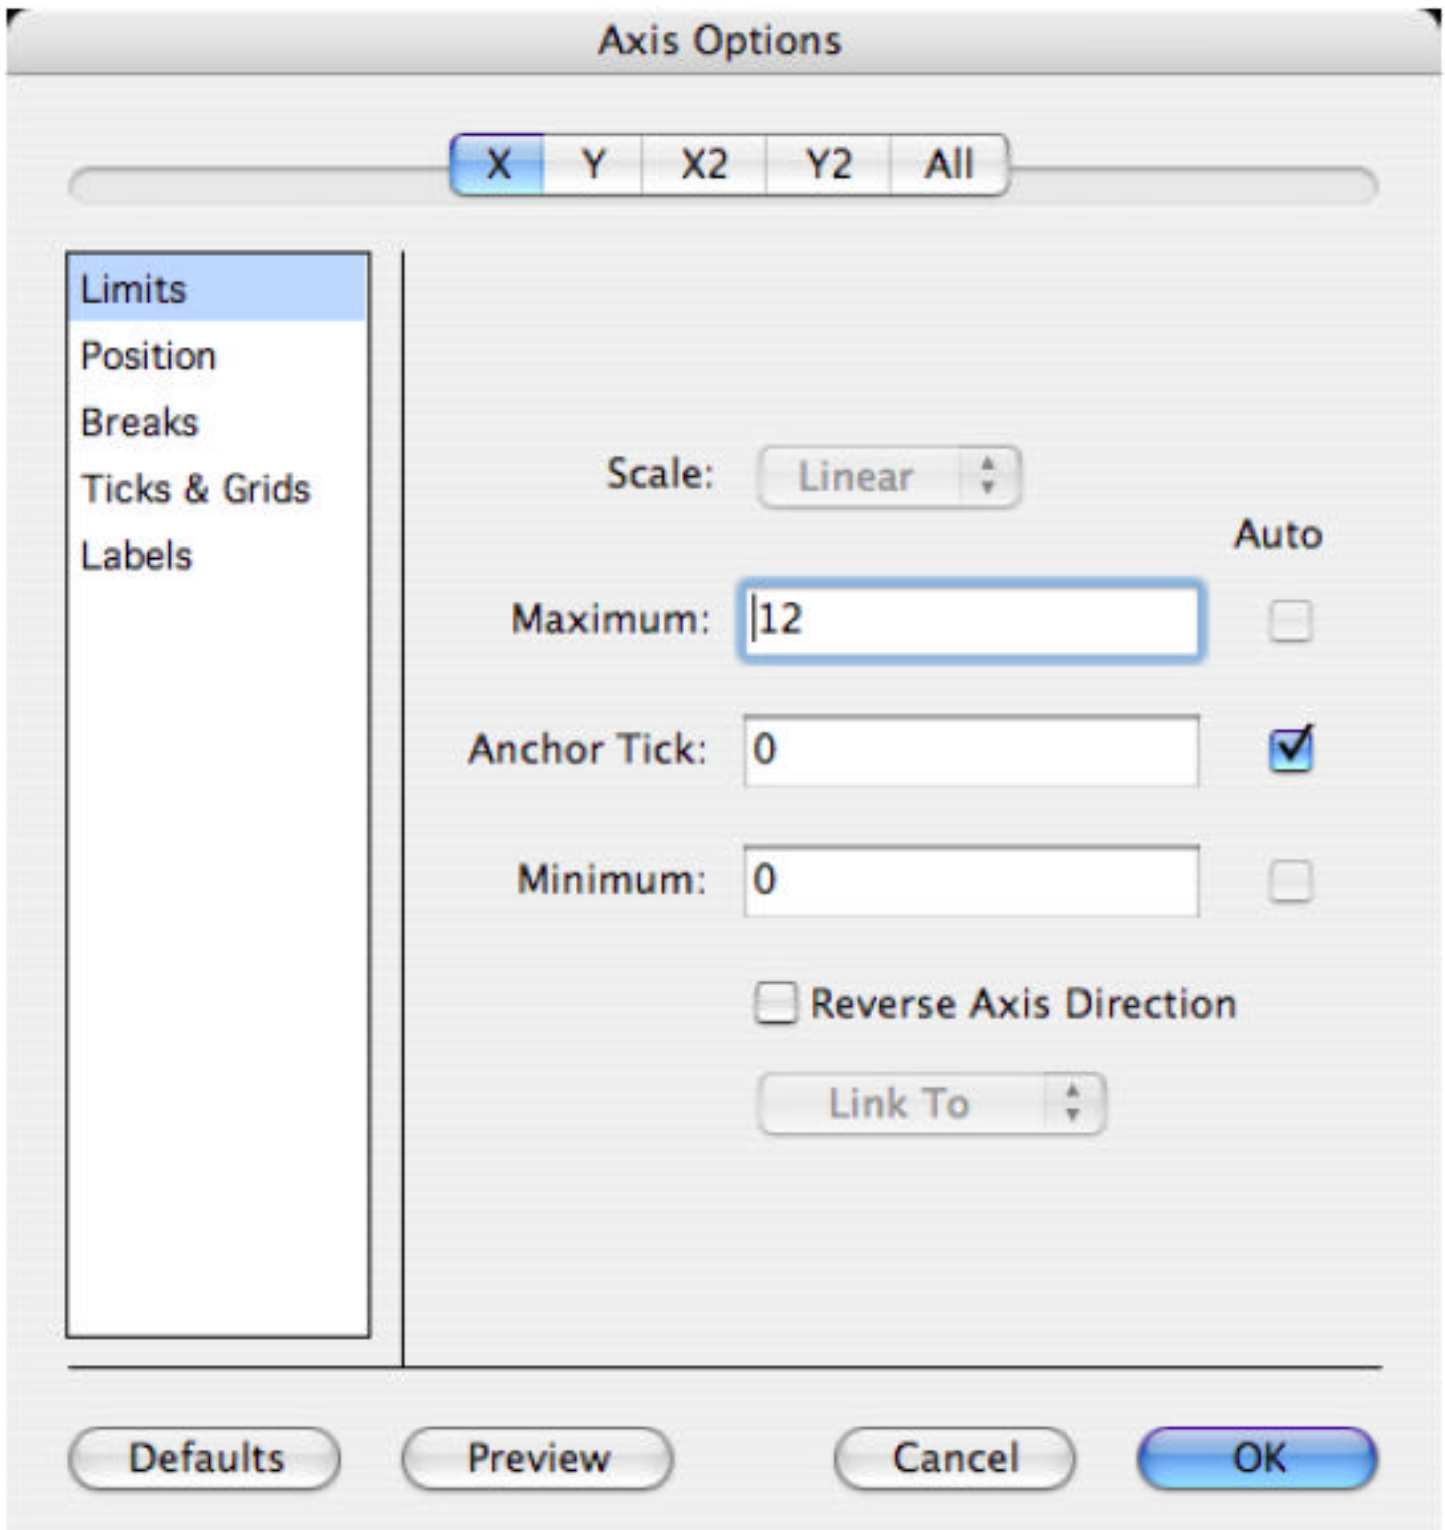 Axis Options
X Y X2 Y2 All
Limits
Position
Breaks
Ticks & Grids
Labels
Scale: Linear
Auto
Maximum: 12
Anchor Tick: 0
Minimum: 0
Reverse Axis Direction
Link To
Defaults Preview Cancel OK